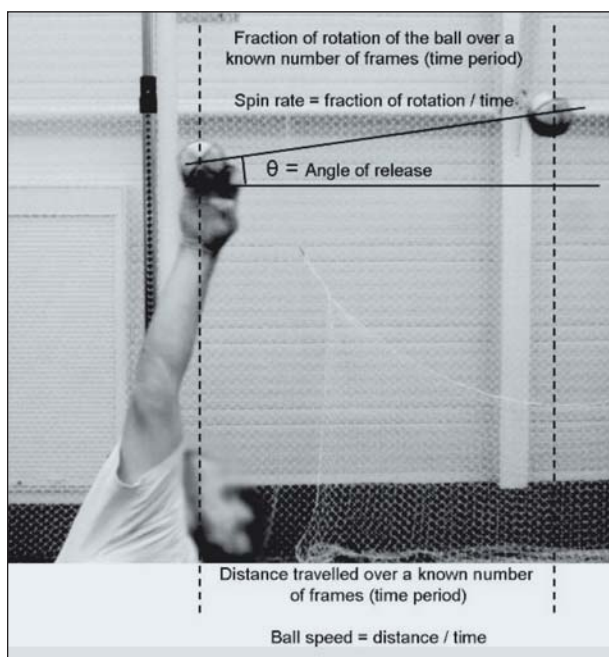 Fraction of rotation of the ball over a
known number of frames (time period)
Spin rate = fraction of rotation / time
θ = Angle of release
Distance travelled over a known number
of frames (time period)
Ball speed = distance / time